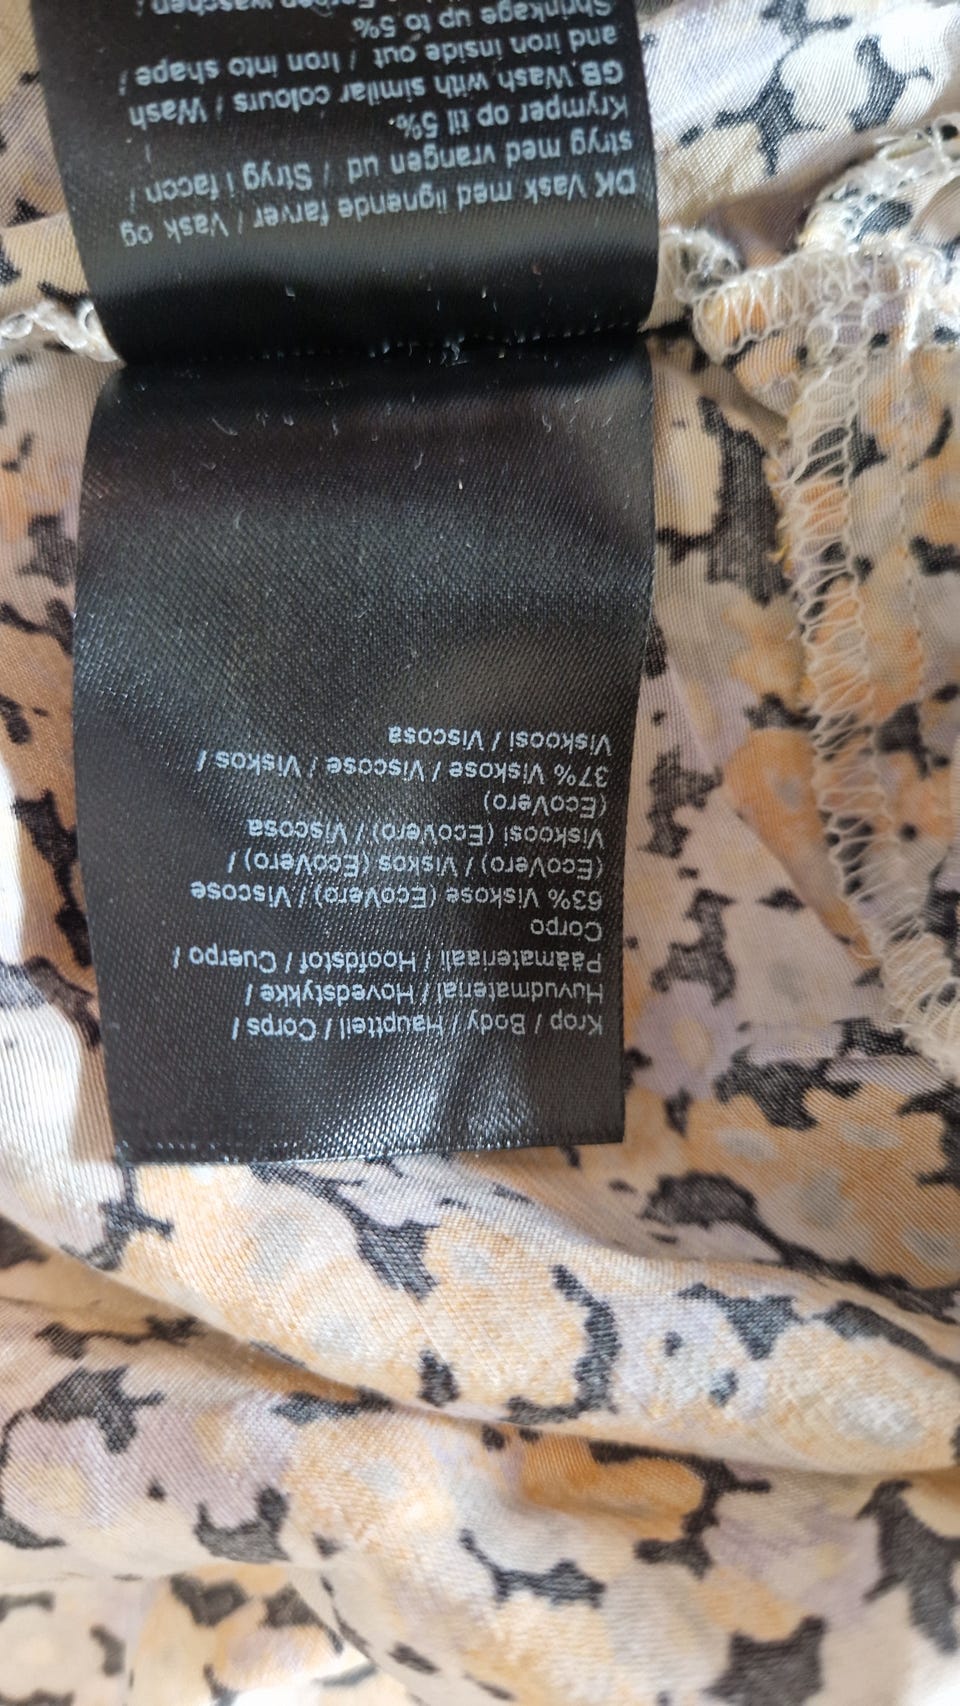 Krop / Body / Hauptteil / Corps /
Huvudmaterial / Hovedstykke /
Päämateriaali / Hoofdstof / Cuerpo /
Corpo
63% Viskose (EcoVero) / Viscose
(EcoVero) / Viskos (EcoVero) /
Viskoosi (EcoVero) / Viscosa
(EcoVero)
37% Viskose / Viscose / Viskos /
Viskoosi / Viscosa
DK Vask med lignende farver / Vask og
stryg med vrangen ud / Stryg i facon /
Krymper op til 5%.
GB.Wash with similar colours / Wash
and iron inside out / Iron into shape /
Shrinkage up to 5%
Farben waschen /